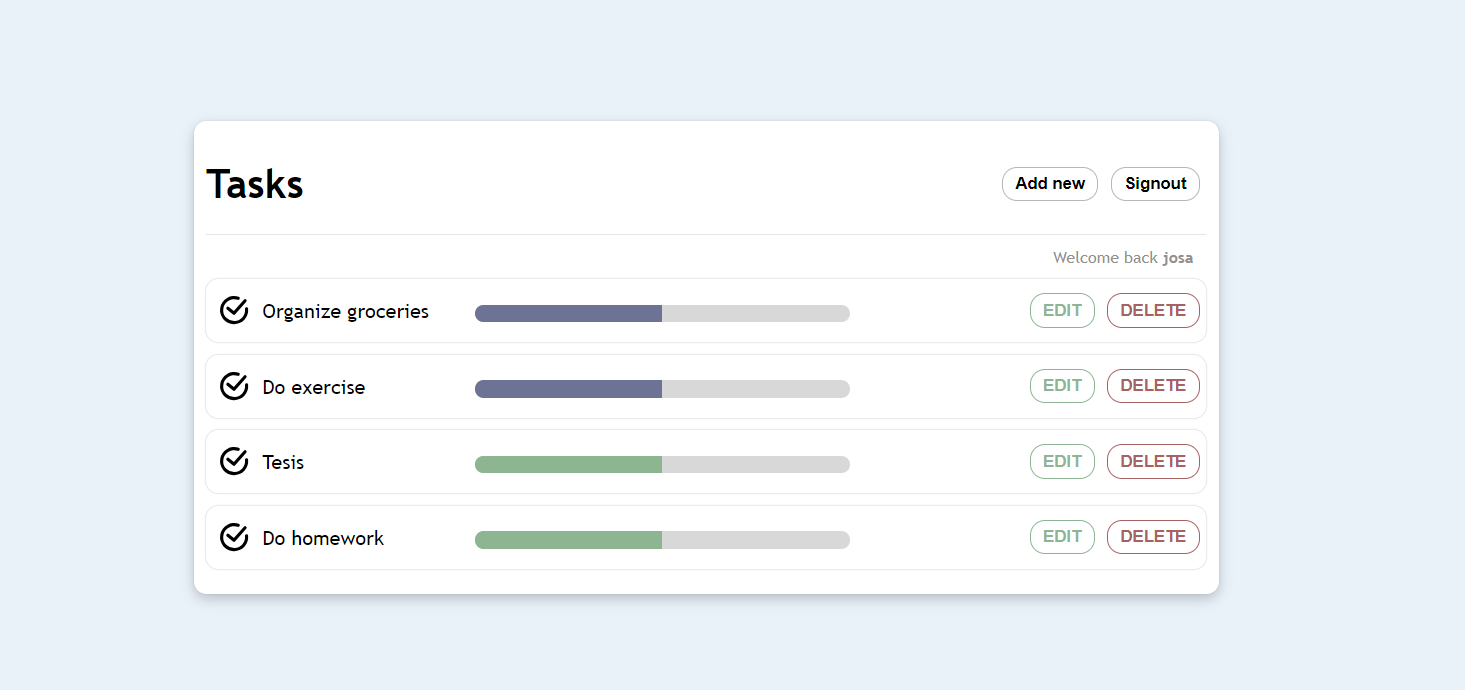 Tasks Add new Signout
Welcome back josa
Organize groceries EDIT DELETE
Do exercise EDIT DELETE
Tesis EDIT DELETE
Do homework EDIT DELETE